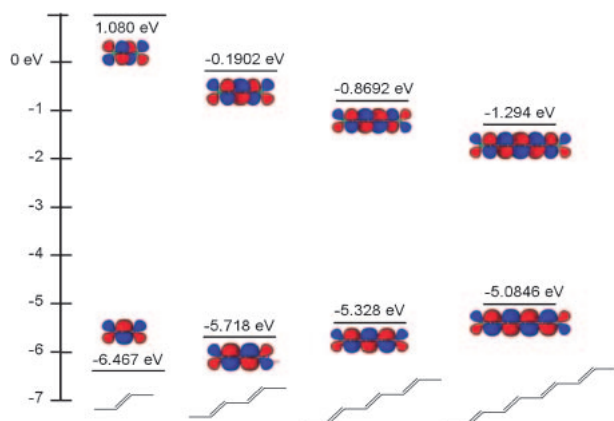 1.080 eV
0 eV
-0.1902 eV
-0.8692 eV
-1
-1.294 eV
-2
-3
-4
-5
-5.0846 eV
-5.328 eV
-5.718 eV
-6
-6.467 eV
-7